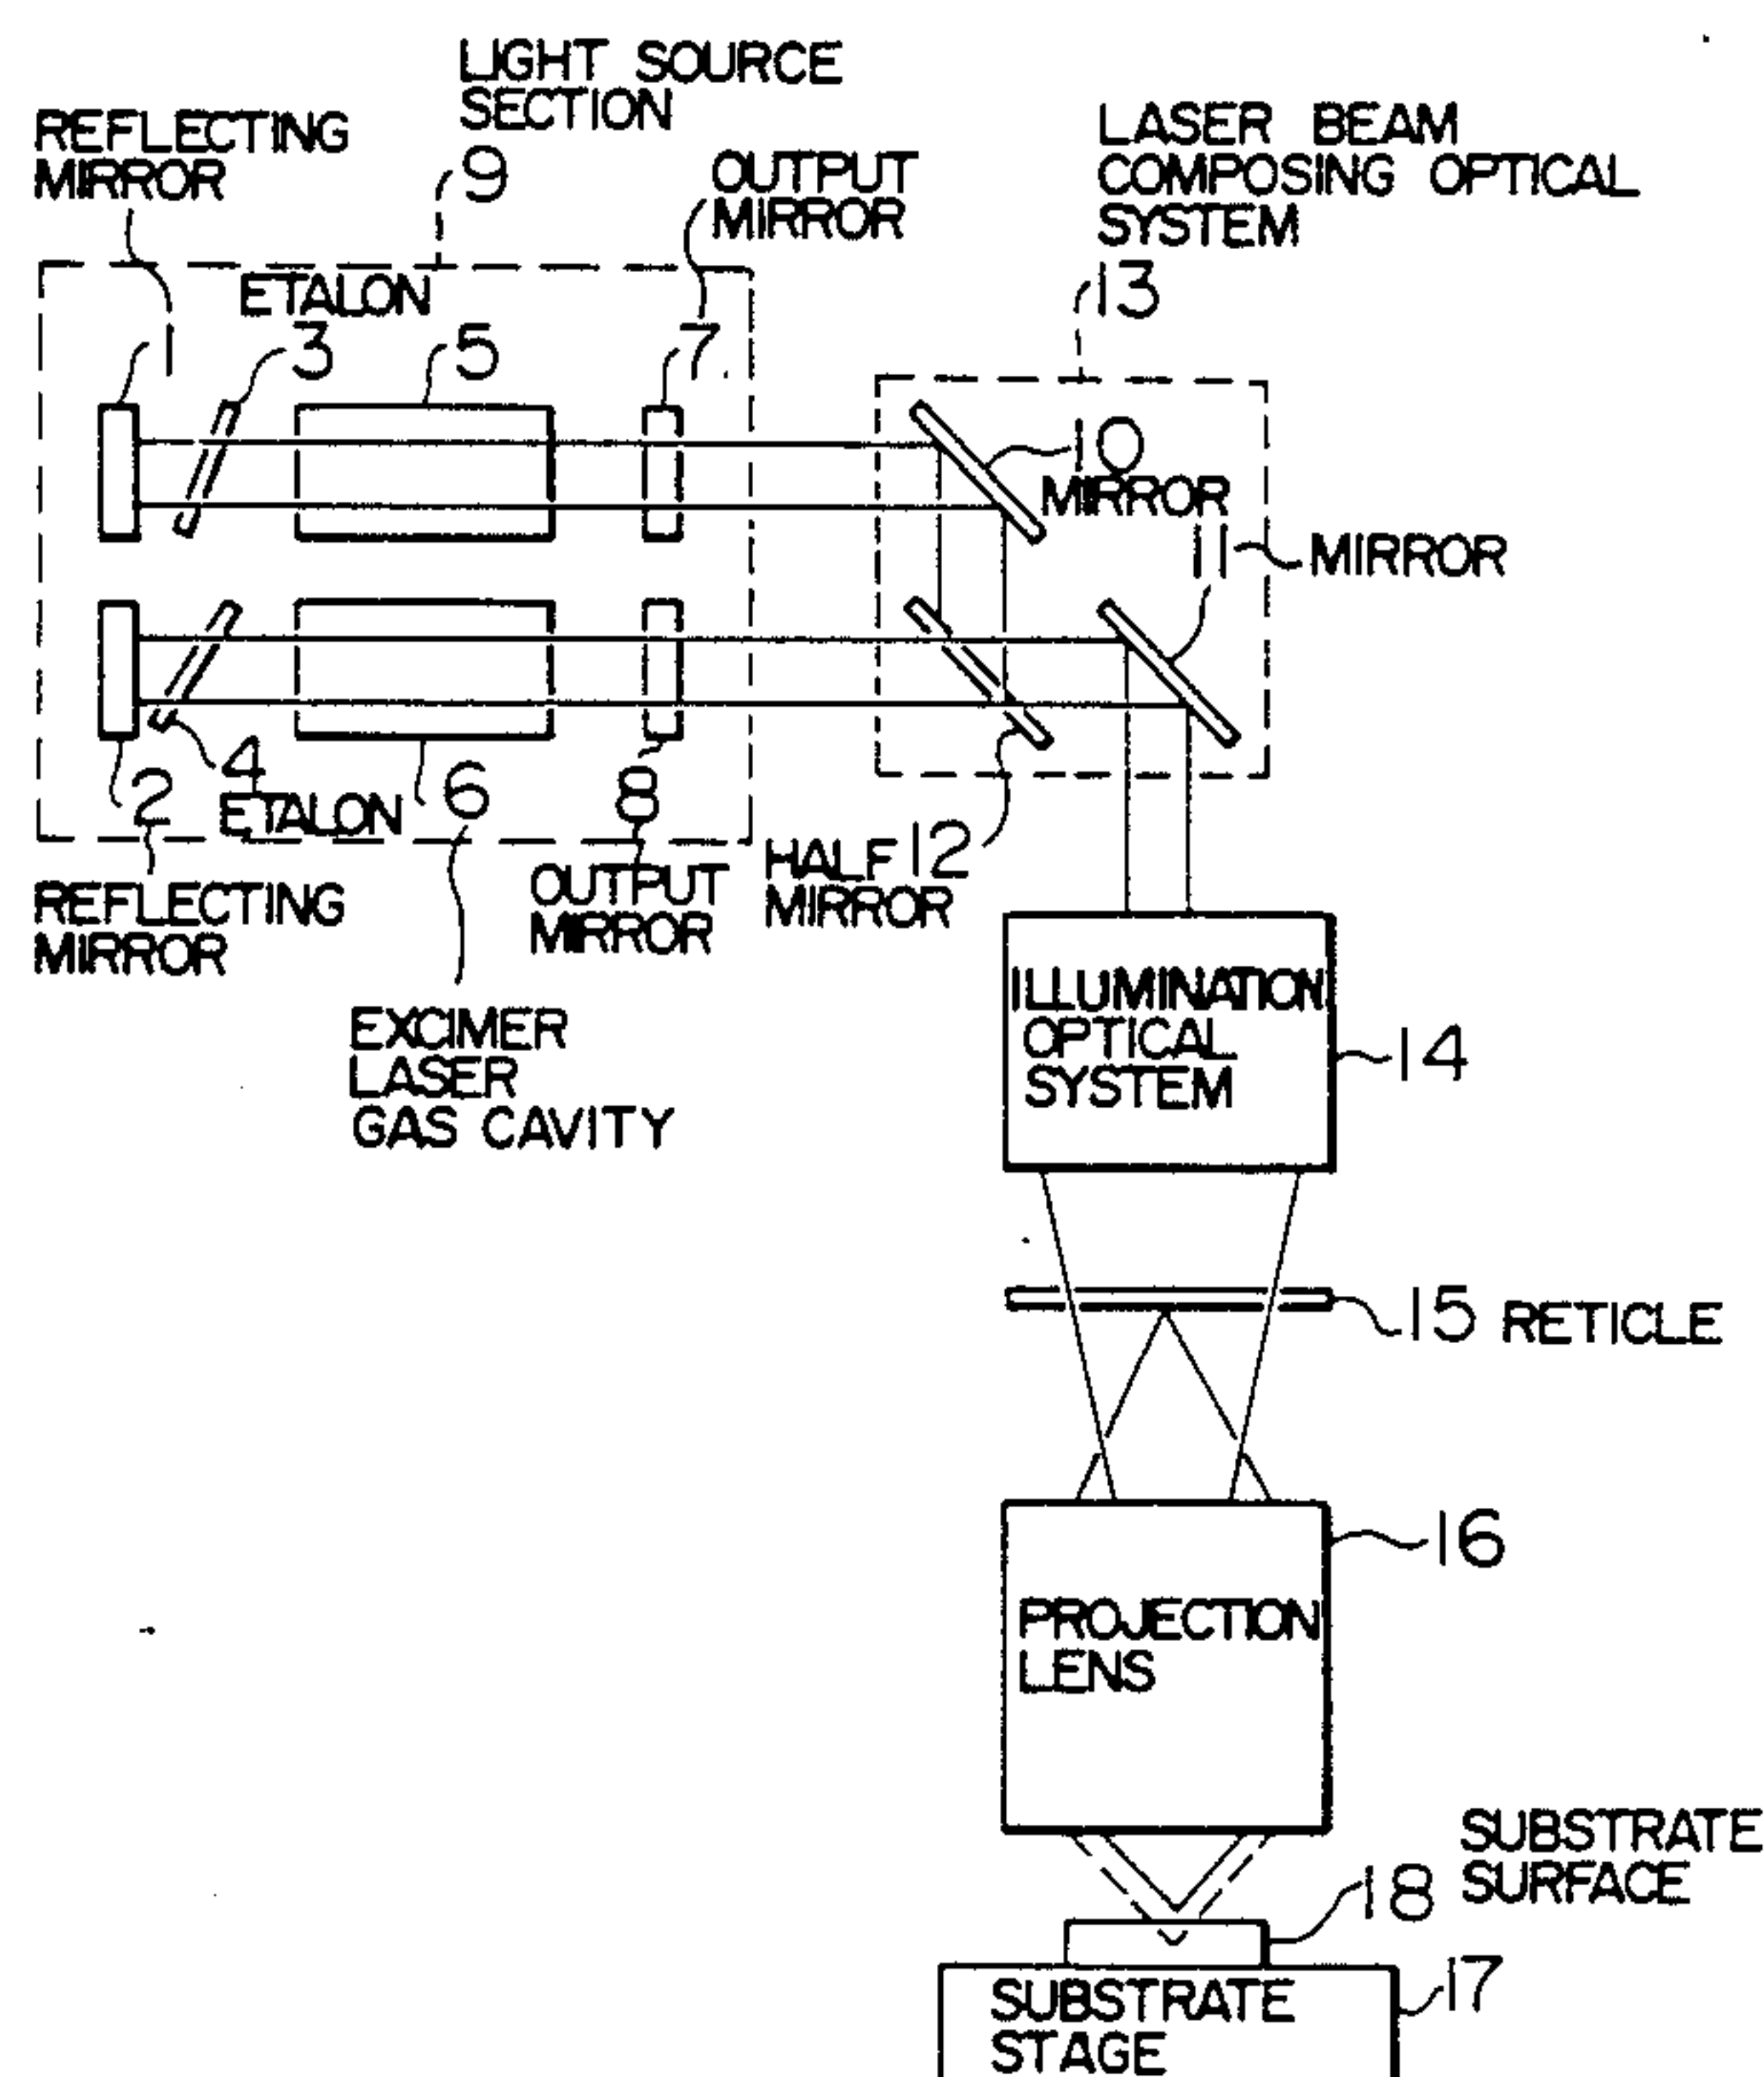 LIGHT SOURCE
SECTION
9
REFLECTING
MIRROR
OUTPUT
MIRROR
LASER BEAM
COMPOSING OPTICAL
SYSTEM
13
ETALON
1
3
5
7
10
MIRROR
11
MIRROR
2
4
ETALON
6
8
HALF
MIRROR
12
REFLECTING
MIRROR
OUTPUT
MIRROR
EXCIMER
LASER
GAS CAVITY
ILLUMINATION
OPTICAL
SYSTEM
14
15 RETICLE
16
PROJECTION
LENS
SUBSTRATE
SURFACE
18
17
SUBSTRATE
STAGE